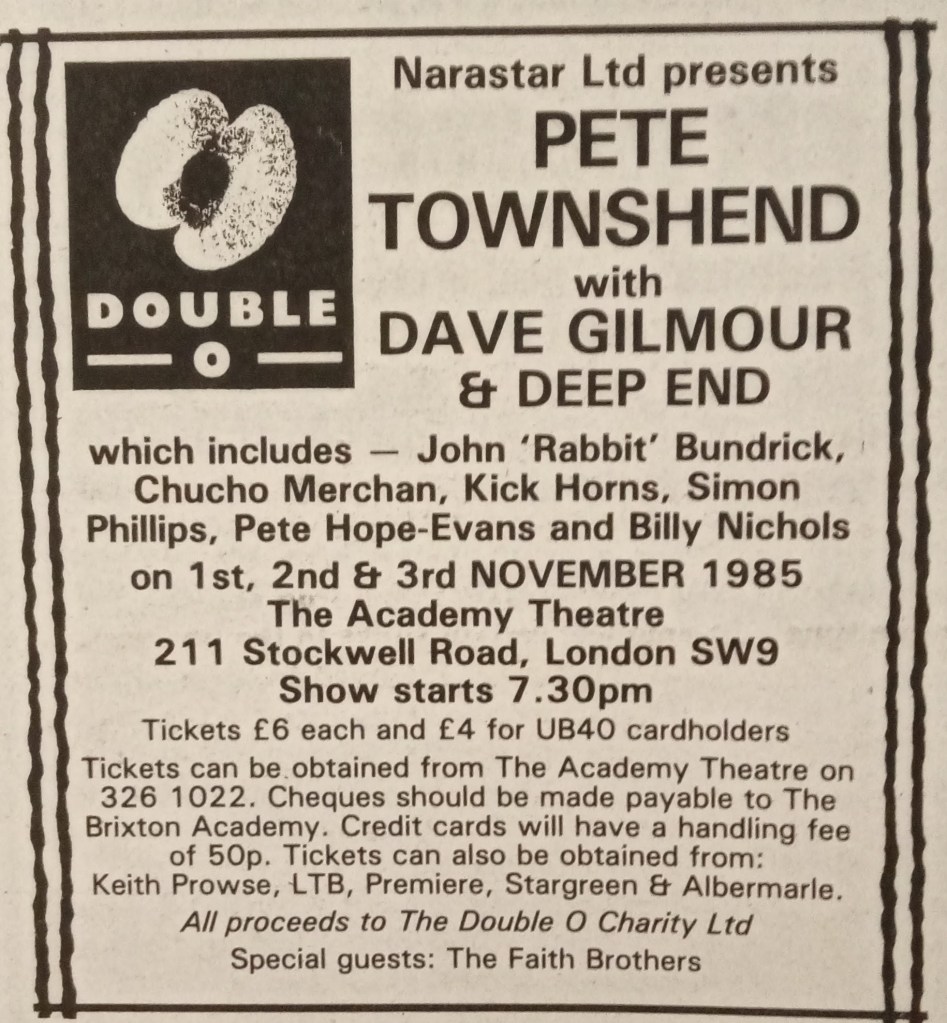 DOUBLE
O
Narastar Ltd presents
PETE
TOWNSHEND
with
DAVE GILMOUR
& DEEP END
which includes — John ‘Rabbit’ Bundrick,
Chucho Merchan, Kick Horns, Simon
Phillips, Pete Hope-Evans and Billy Nichols
on 1st, 2nd & 3rd NOVEMBER 1985
The Academy Theatre
211 Stockwell Road, London SW9
Show starts 7.30pm
Tickets £6 each and £4 for UB40 cardholders
Tickets can be obtained from The Academy Theatre on
326 1022. Cheques should be made payable to The
Brixton Academy. Credit cards will have a handling fee
of 50p. Tickets can also be obtained from:
Keith Prowse, LTB, Premiere, Stargreen & Albermarle.
All proceeds to The Double O Charity Ltd
Special guests: The Faith Brothers